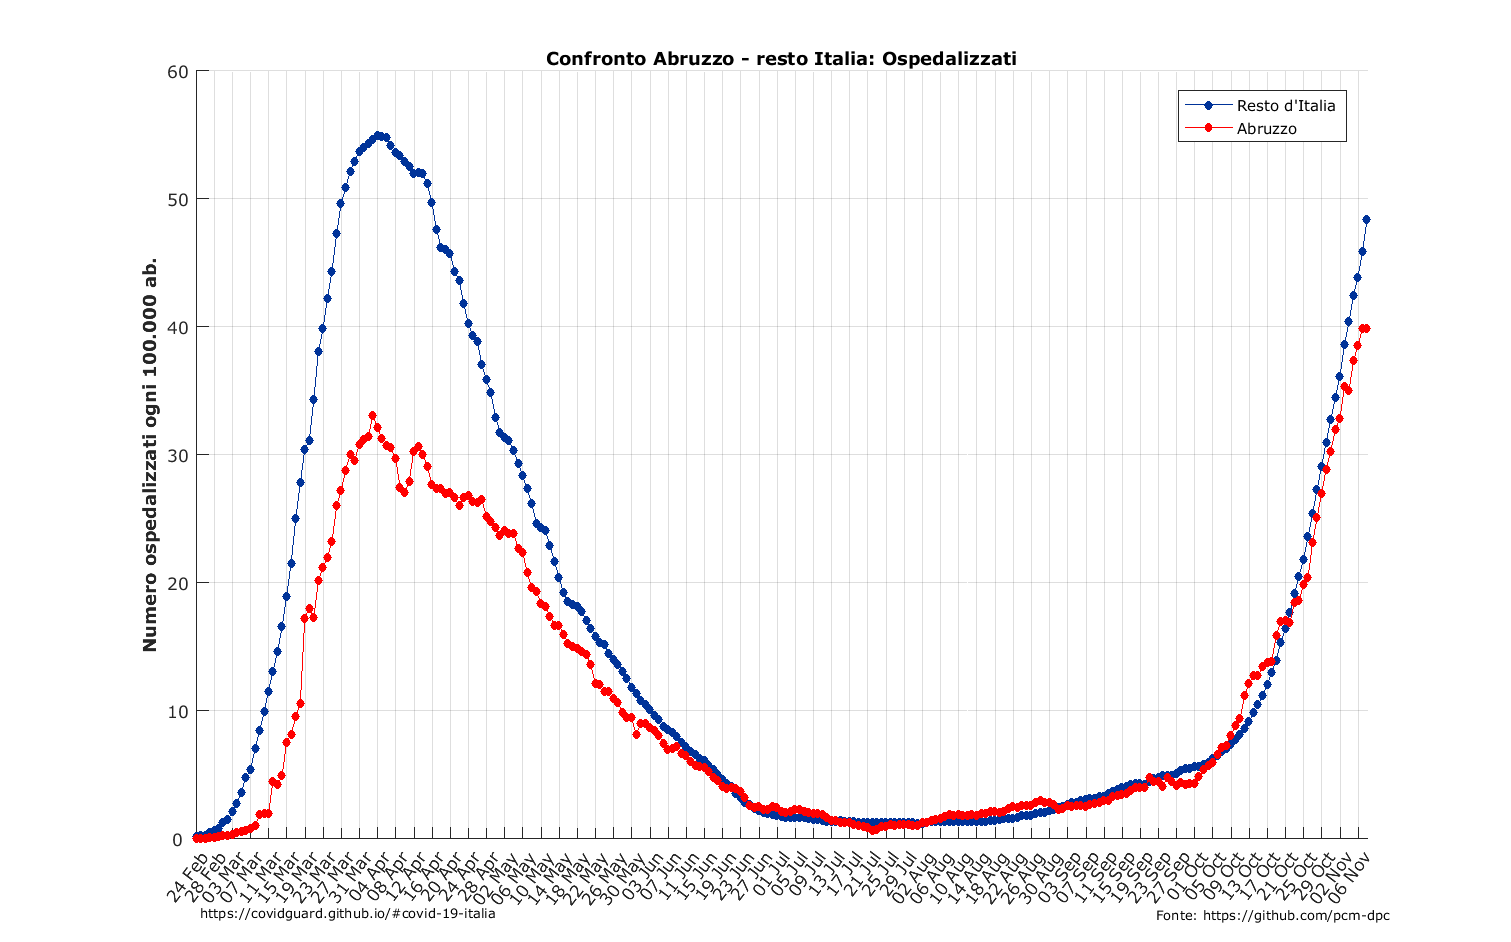 Confronto Abruzzo - resto Italia: Ospedalizzati
Resto d'Italia
Abruzzo
Numero ospedalizzati ogni 100.000 ab.
60
50
40
30
20
10
0
24 Feb
28 Feb
03 Mar
07 Mar
11 Mar
15 Mar
19 Mar
23 Mar
27 Mar
31 Mar
04 Apr
08 Apr
12 Apr
16 Apr
20 Apr
24 Apr
28 Apr
02 May
06 May
10 May
14 May
18 May
22 May
26 May
30 May
03 Jun
07 Jun
11 Jun
15 Jun
19 Jun
23 Jun
27 Jun
01 Jul
05 Jul
09 Jul
13 Jul
17 Jul
21 Jul
25 Jul
29 Jul
02 Aug
06 Aug
10 Aug
14 Aug
18 Aug
22 Aug
26 Aug
30 Aug
03 Sep
07 Sep
11 Sep
15 Sep
19 Sep
23 Sep
27 Sep
01 Oct
05 Oct
09 Oct
13 Oct
17 Oct
21 Oct
25 Oct
29 Oct
02 Nov
06 Nov
https://covidguard.github.io/#covid-19-italia
Fonte: https://github.com/pcm-dpc